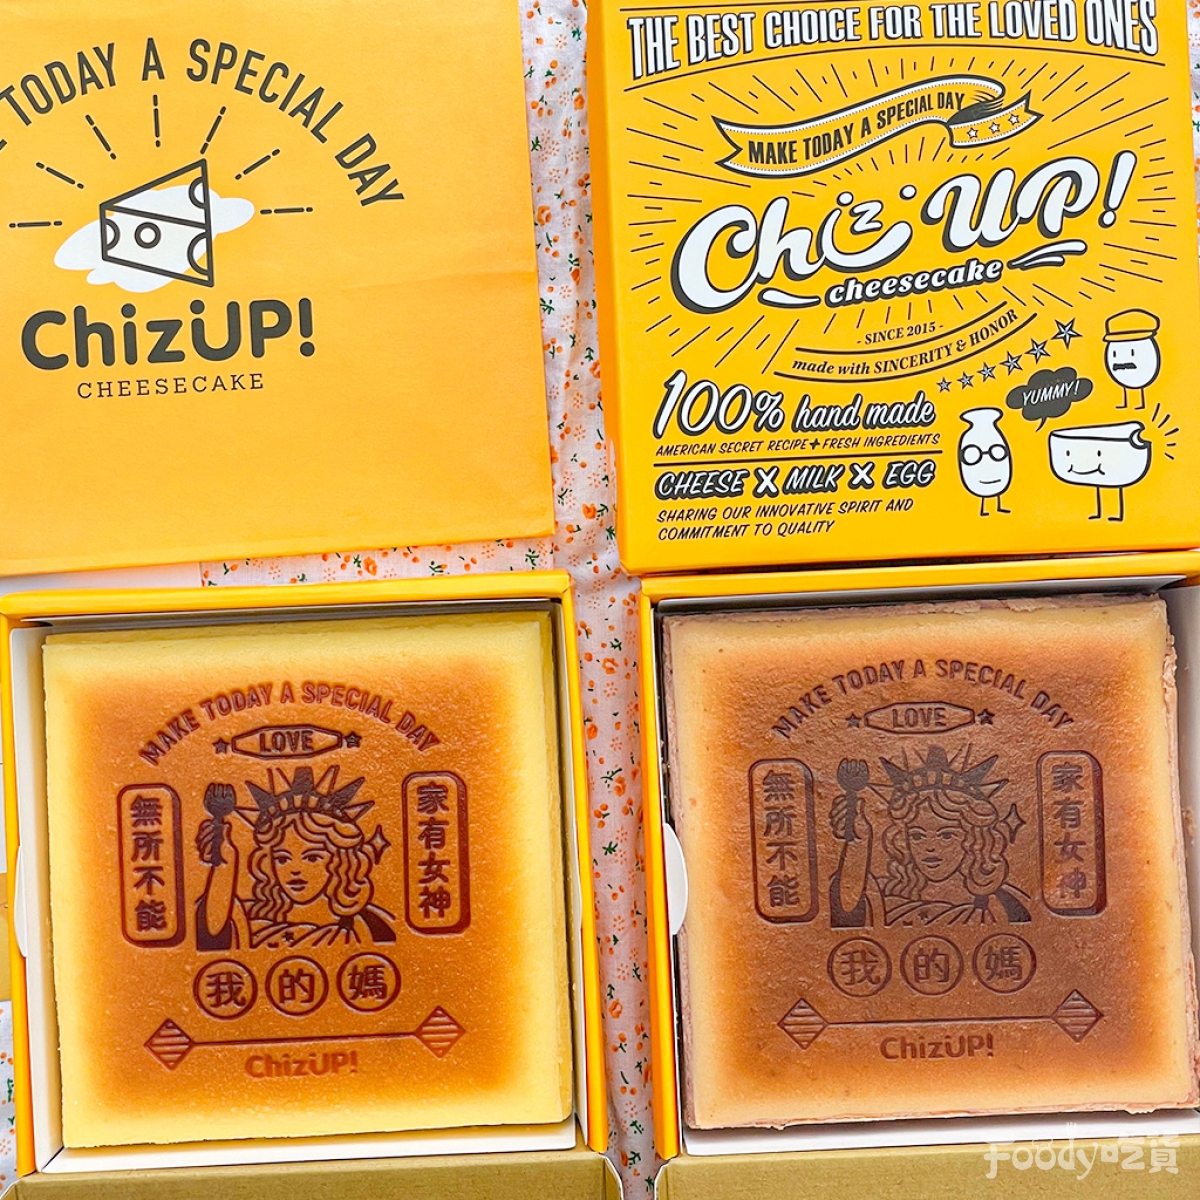 TODAY A SPECIAL DAY
ChizUP!
CHEESECAKE
THE BEST CHOICE FOR THE LOVED ONES
MAKE TODAY A SPECIAL DAY
Chiz UP!
cheesecake
- SINCE 2015 -
made with SINCERITY & HONOR
100% hand made
AMERICAN SECRET RECIPE+FRESH INGREDIENTS
CHEESE X MILK X EGG
SHARING OUR INNOVATIVE SPIRIT AND
COMMITMENT TO QUALITY
YUMMY!
MAKE TODAY A SPECIAL DAY
LOVE
家有女神
無所不能
我的媽
ChizUP!
MAKE TODAY A SPECIAL DAY
LOVE
家有女神
無所不能
我的媽
ChizUP!
Foody吃貨